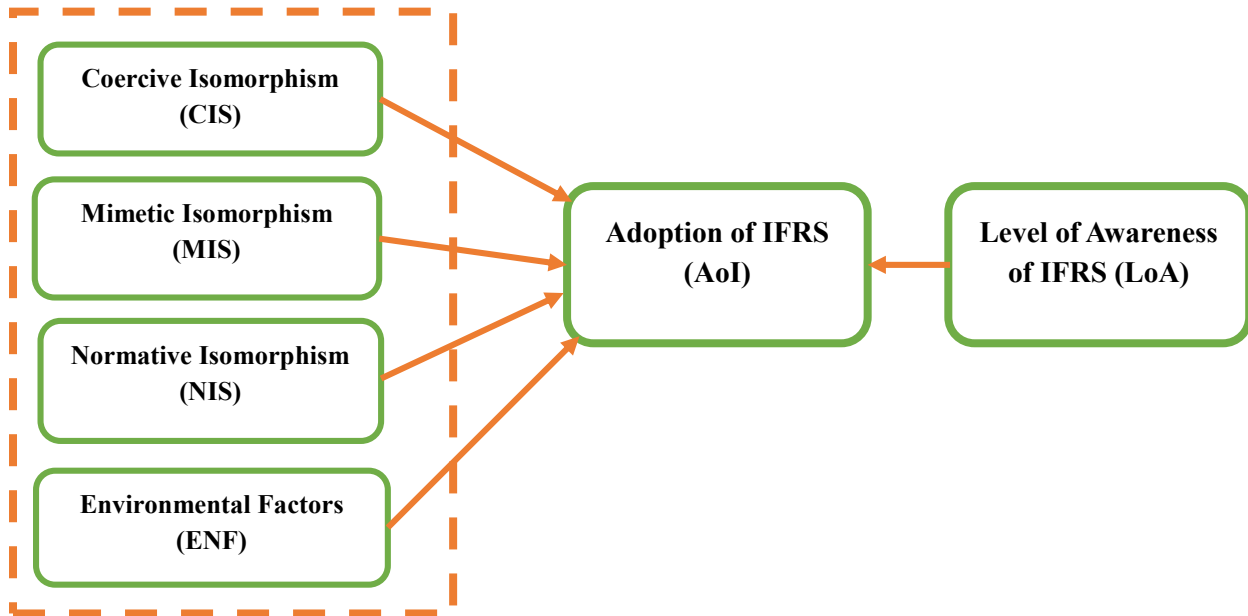 Coercive Isomorphism
(CIS)
Mimetic Isomorphism
(MIS)
Normative Isomorphism
(NIS)
Environmental Factors
(ENF)
Adoption of IFRS
(AoI)
Level of Awareness
of IFRS (LoA)